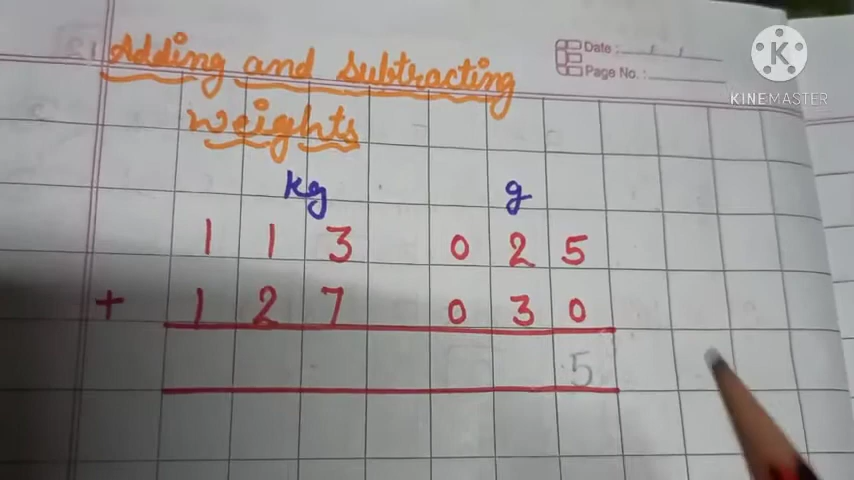 Date :
Page No. :
KINEMASTER
Adding and subtracting
weights
kg g
1 1 3 0 2 5
+ 1 2 7 0 3 0
5